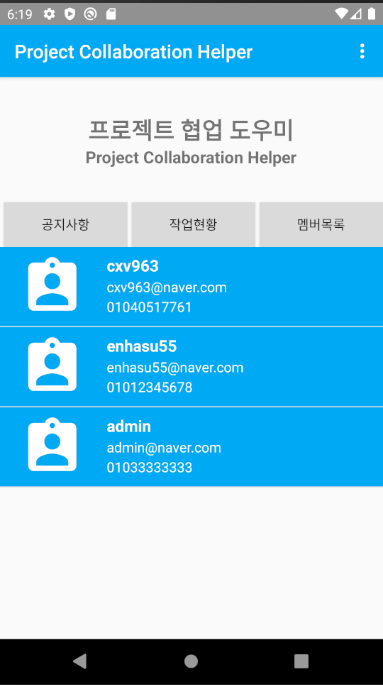 6:19
Project Collaboration Helper
프로젝트 협업 도우미
Project Collaboration Helper
공지사항 작업현황 멤버목록
cxv963
cxv963@naver.com
01040517761
enhasu55
enhasu55@naver.com
01012345678
admin
admin@naver.com
01033333333